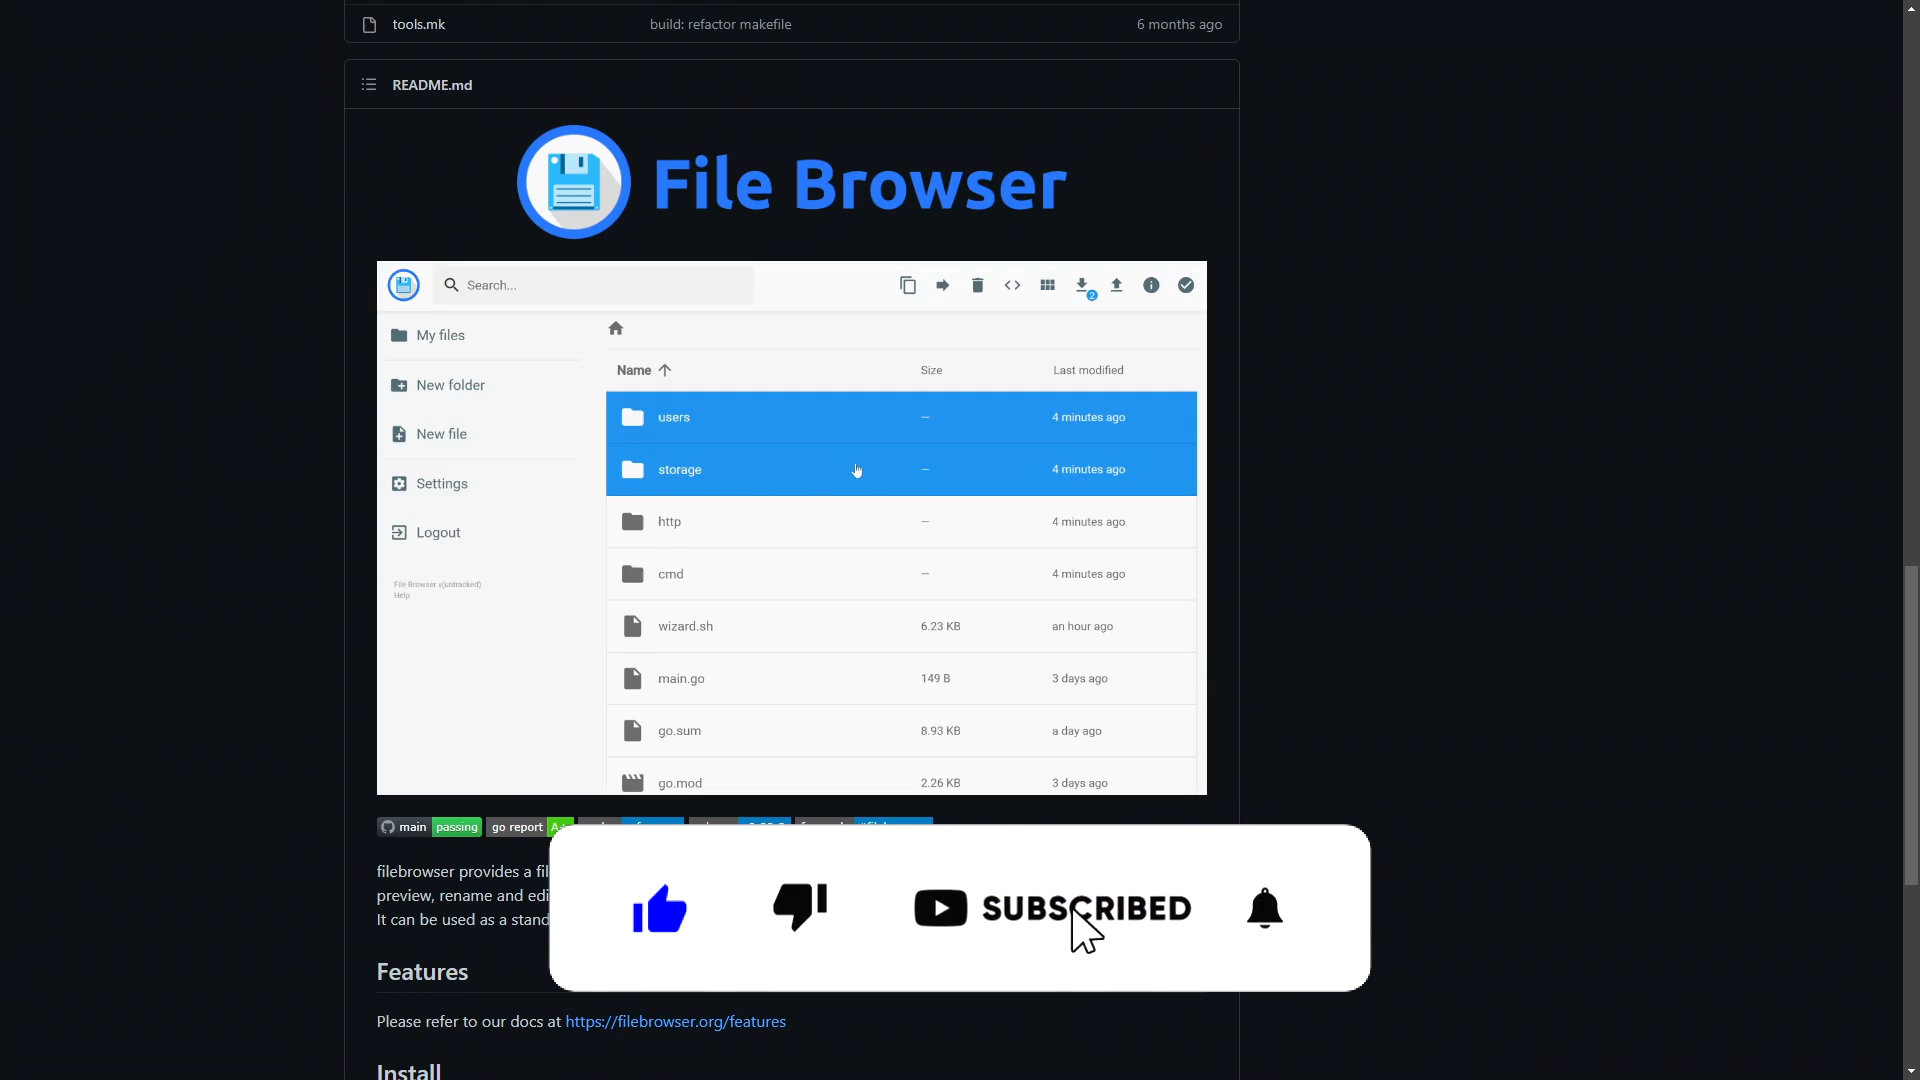 tools.mk build: refactor makefile 6 months ago
README.md
File Browser
Search...
2
My files
New folder
New file
Settings
Logout
File Browser v(untracked)
Help
Name Size Last modified
users — 4 minutes ago
storage — 4 minutes ago
http — 4 minutes ago
cmd — 4 minutes ago
wizard.sh 6.23 KB an hour ago
main.go 149 B 3 days ago
go.sum 8.93 KB a day ago
go.mod 2.26 KB 3 days ago
main passing go report A+
filebrowser provides a fil
preview, rename and edi
It can be used as a stand
SUBSCRIBED
Features
Please refer to our docs at https://filebrowser.org/features
Install